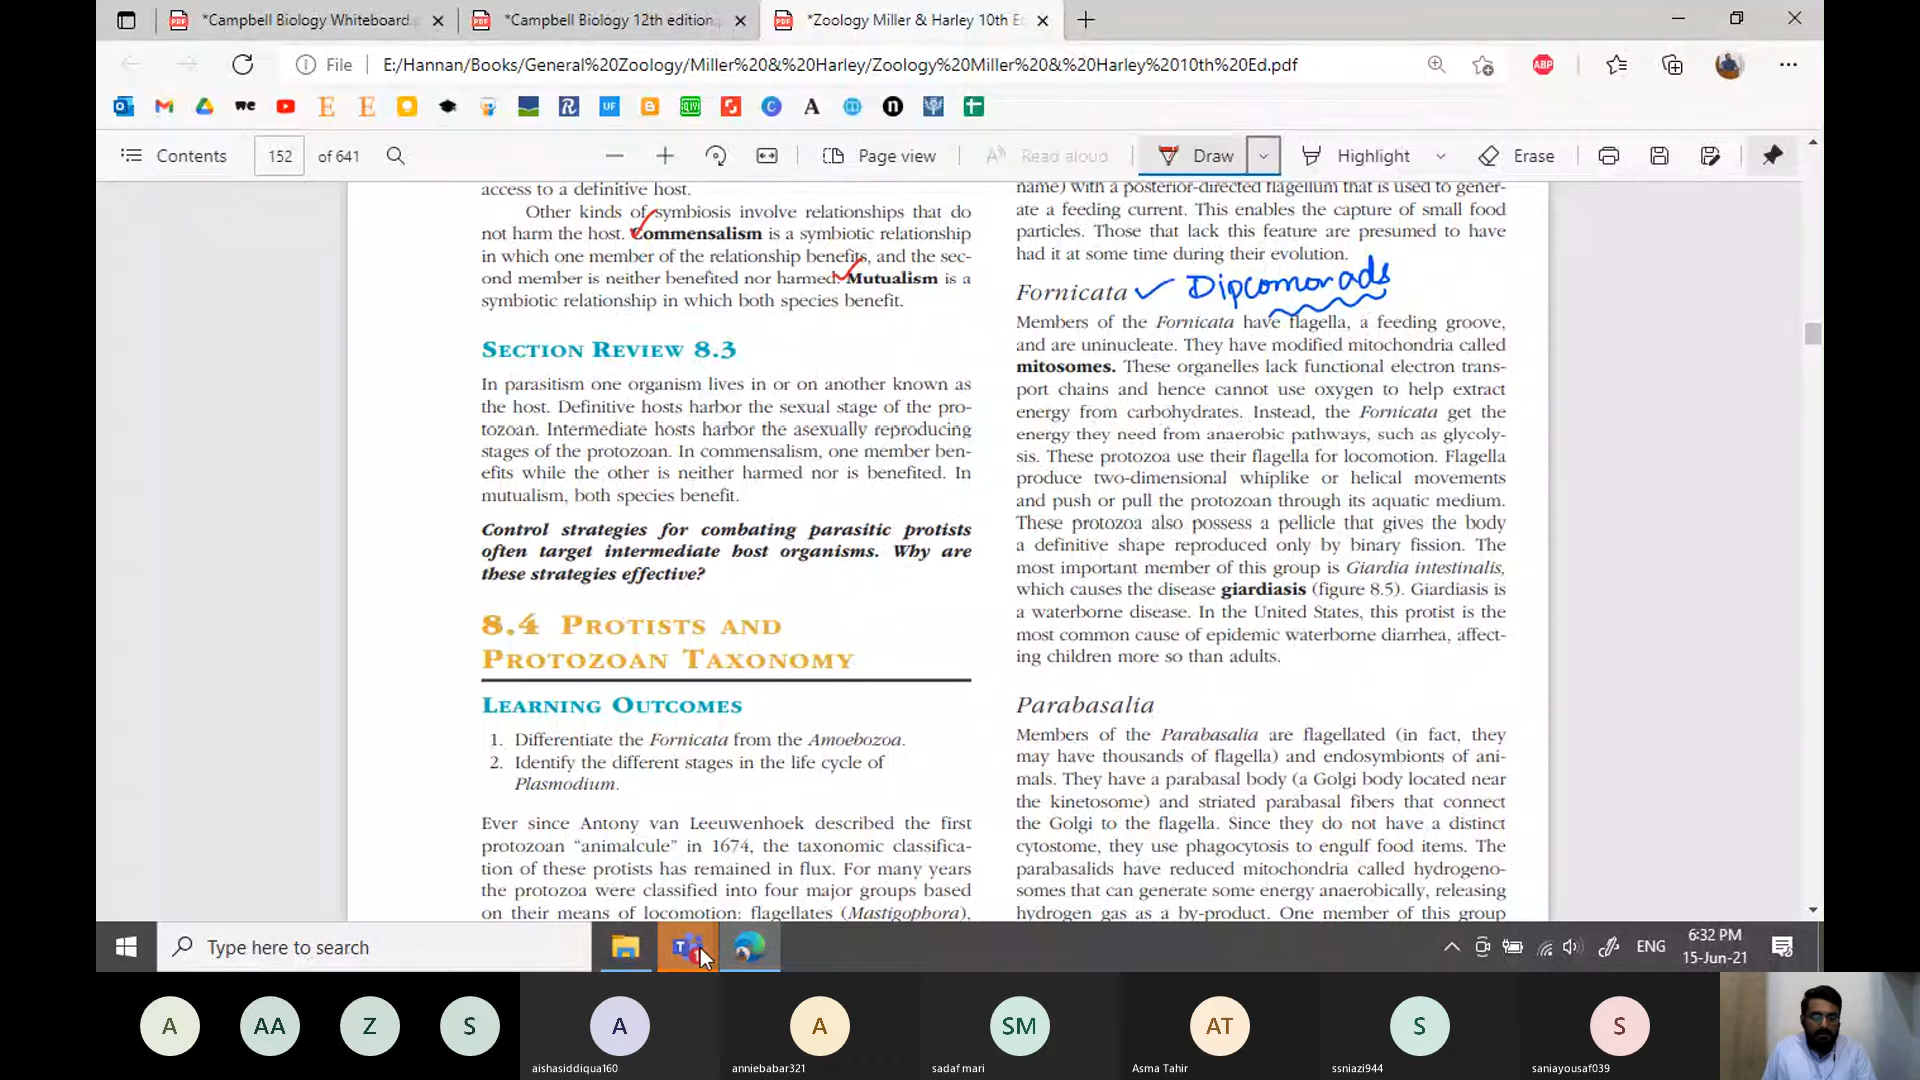 *Campbell Biology Whiteboard.
*Campbell Biology 12th edition
*Zoology Miller & Harley 10th E
File E:/Hannan/Books/General%20Zoology/Miller%20&%20Harley/Zoology%20Miller%20&%20Harley%2010th%20Ed.pdf
ABP
Contents 152 of 641 Page view Read aloud Draw Highlight Erase
access to a definitive host.
Other kinds of symbiosis involve relationships that do
not harm the host. Commensalism is a symbiotic relationship
in which one member of the relationship benefits, and the sec-
ond member is neither benefited nor harmed. Mutualism is a
symbiotic relationship in which both species benefit.
SECTION REVIEW 8.3
In parasitism one organism lives in or on another known as
the host. Definitive hosts harbor the sexual stage of the pro-
tozoan. Intermediate hosts harbor the asexually reproducing
stages of the protozoan. In commensalism, one member ben-
efits while the other is neither harmed nor is benefited. In
mutualism, both species benefit.
Control strategies for combating parasitic protists
often target intermediate host organisms. Why are
these strategies effective?
8.4 PROTISTS AND
PROTOZOAN TAXONOMY
LEARNING OUTCOMES
1. Differentiate the Fornicata from the Amoebozoa.
2. Identify the different stages in the life cycle of
Plasmodium.
Ever since Antony van Leeuwenhoek described the first
protozoan “animalcule” in 1674, the taxonomic classifica-
tion of these protists has remained in flux. For many years
the protozoa were classified into four major groups based
on their means of locomotion: flagellates (Mastigophora),
name) with a posterior-directed flagellum that is used to gener-
ate a feeding current. This enables the capture of small food
particles. Those that lack this feature are presumed to have
had it at some time during their evolution.
Fornicata Dipcomonads
Members of the Fornicata have flagella, a feeding groove,
and are uninucleate. They have modified mitochondria called
mitosomes. These organelles lack functional electron trans-
port chains and hence cannot use oxygen to help extract
energy from carbohydrates. Instead, the Fornicata get the
energy they need from anaerobic pathways, such as glycoly-
sis. These protozoa use their flagella for locomotion. Flagella
produce two-dimensional whiplike or helical movements
and push or pull the protozoan through its aquatic medium.
These protozoa also possess a pellicle that gives the body
a definitive shape reproduced only by binary fission. The
most important member of this group is Giardia intestinalis,
which causes the disease giardiasis (figure 8.5). Giardiasis is
a waterborne disease. In the United States, this protist is the
most common cause of epidemic waterborne diarrhea, affect-
ing children more so than adults.
Parabasalia
Members of the Parabasalia are flagellated (in fact, they
may have thousands of flagella) and endosymbionts of ani-
mals. They have a parabasal body (a Golgi body located near
the kinetosome) and striated parabasal fibers that connect
the Golgi to the flagella. Since they do not have a distinct
cytostome, they use phagocytosis to engulf food items. The
parabasalids have reduced mitochondria called hydrogeno-
somes that can generate some energy anaerobically, releasing
hydrogen gas as a by-product. One member of this group
Type here to search
ENG
6:32 PM
15-Jun-21
A AA Z S A A SM AT S S
aishasiddiqua160 anniebabar321 sadaf mari Asma Tahir ssniazi944 saniayousaf039